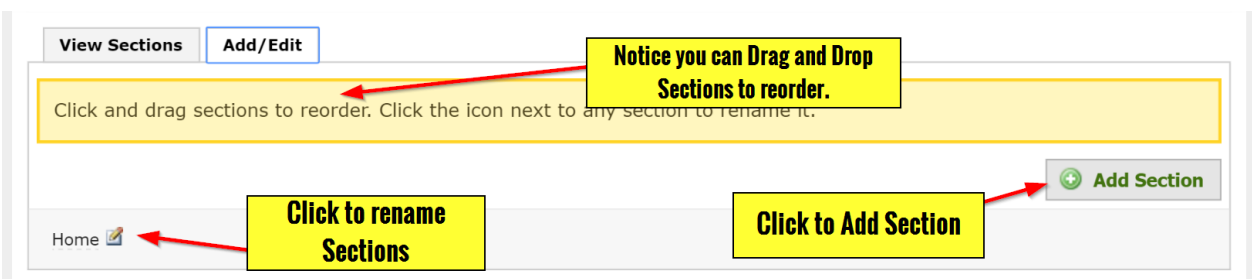 View Sections Add/Edit
Notice you can Drag and Drop
Sections to reorder.
Click and drag sections to reorder. Click the icon next to any section to rename it.
Add Section
Click to rename
Sections
Click to Add Section
Home